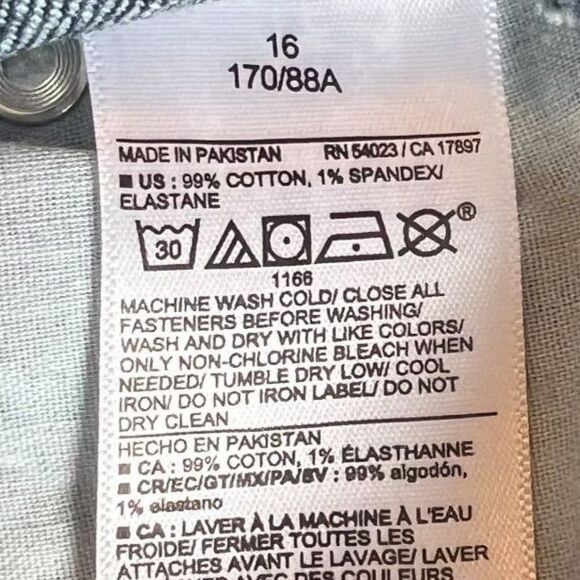 16
170/88A
MADE IN PAKISTAN RN 54023 / CA 17897
■ US : 99% COTTON, 1% SPANDEX/
ELASTANE
30 ®
1166
MACHINE WASH COLD/ CLOSE ALL
FASTENERS BEFORE WASHING/
WASH AND DRY WITH LIKE COLORS/
ONLY NON-CHLORINE BLEACH WHEN
NEEDED/ TUMBLE DRY LOW/ COOL
IRON/ DO NOT IRON LABEL/ DO NOT
DRY CLEAN
HECHO EN PAKISTAN
■ CA : 99% COTON, 1% ÉLASTHANNE
■ CR/EC/GT/MX/PA/SV : 99% algodón,
1% elastano
■ CA : LAVER À LA MACHINE À L'EAU
FROIDE/ FERMER TOUTES LES
ATTACHES AVANT LE LAVAGE/ LAVER
AVEC DES COULEURS